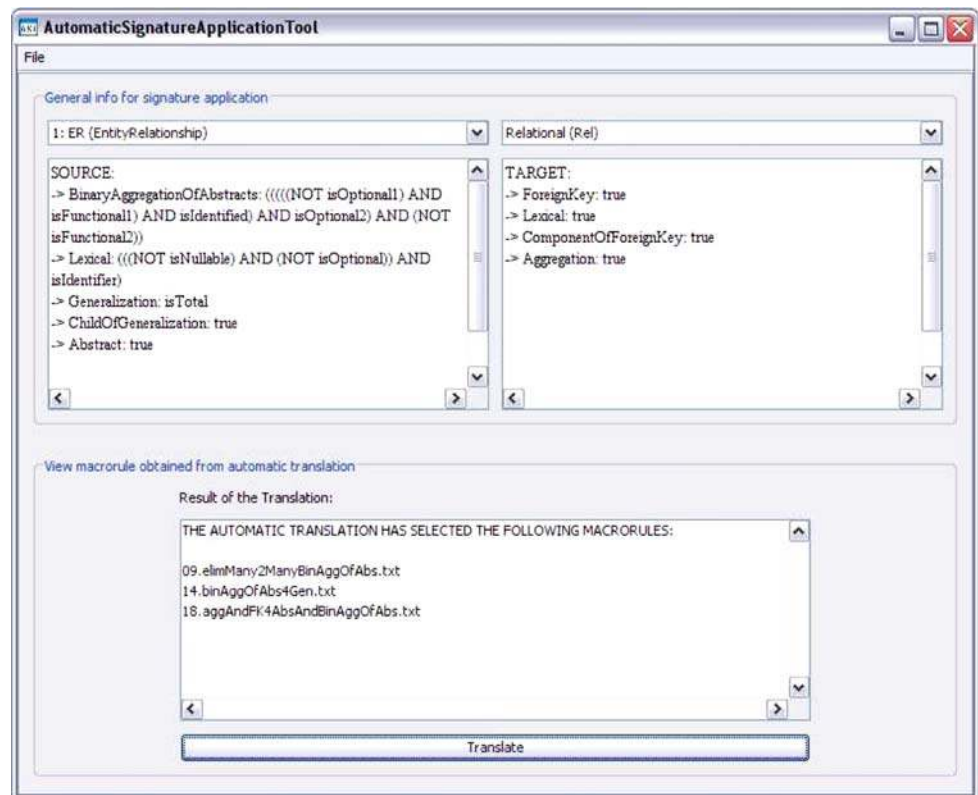 AutomaticSignatureApplicationTool
File
General info for signature application
1: ER (EntityRelationship)
Relational (Rel)
SOURCE:
-> BinaryAggregationOfAbstracts: (((((NOT isOptional1) AND
isFunctional1) AND isIdentified) AND isOptional2) AND (NOT
isFunctional2))
-> Lexical: (((NOT isNullable) AND (NOT isOptional)) AND
isIdentifier)
-> Generalization: isTotal
-> ChildOfGeneralization: true
-> Abstract: true
TARGET:
-> ForeignKey: true
-> Lexical: true
-> ComponentOfForeignKey: true
-> Aggregation: true
View macrorule obtained from automatic translation
Result of the Translation:
THE AUTOMATIC TRANSLATION HAS SELECTED THE FOLLOWING MACRORULES:
09.elimMany2ManyBinAggOfAbs.txt
14.binAggOfAbs4Gen.txt
18.aggAndFK4AbsAndBinAggOfAbs.txt
Translate